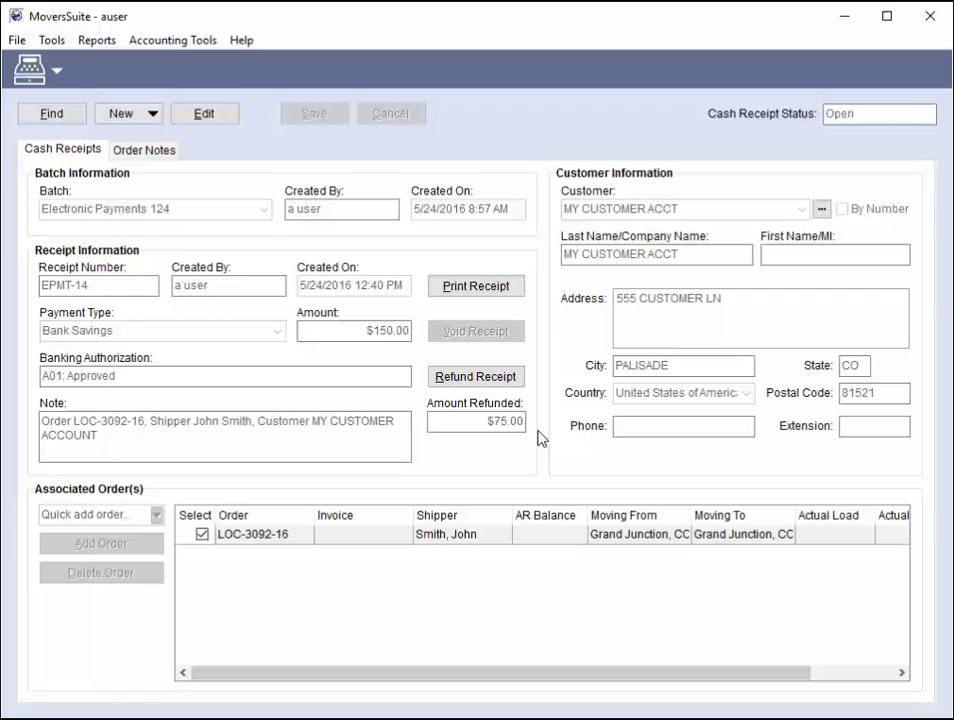 MoversSuite - auser
File Tools Reports Accounting Tools Help
Find New Edit Save Cancel Cash Receipt Status: Open
Cash Receipts Order Notes
Batch Information
Batch: Created By: Created On:
Electronic Payments 124 a user 5/24/2016 8:57 AM
Receipt Information
Receipt Number: Created By: Created On:
EPMT-14 a user 5/24/2016 12:40 PM Print Receipt
Payment Type: Amount:
Bank Savings $150.00 Void Receipt
Banking Authorization:
A01: Approved Refund Receipt
Note: Amount Refunded:
Order LOC-3092-16, Shipper John Smith, Customer MY CUSTOMER $75.00
ACCOUNT
Customer Information
Customer:
MY CUSTOMER ACCT ... By Number
Last Name/Company Name: First Name/MI:
MY CUSTOMER ACCT
Address: 555 CUSTOMER LN
City: PALISADE State: CO
Country: United States of Americ Postal Code: 81521
Phone: Extension:
Associated Order(s)
Quick add order...
Add Order
Delete Order
Select Order Invoice Shipper AR Balance Moving From Moving To Actual Load Actual
LOC-3092-16 Smith, John Grand Junction, CC Grand Junction, CC